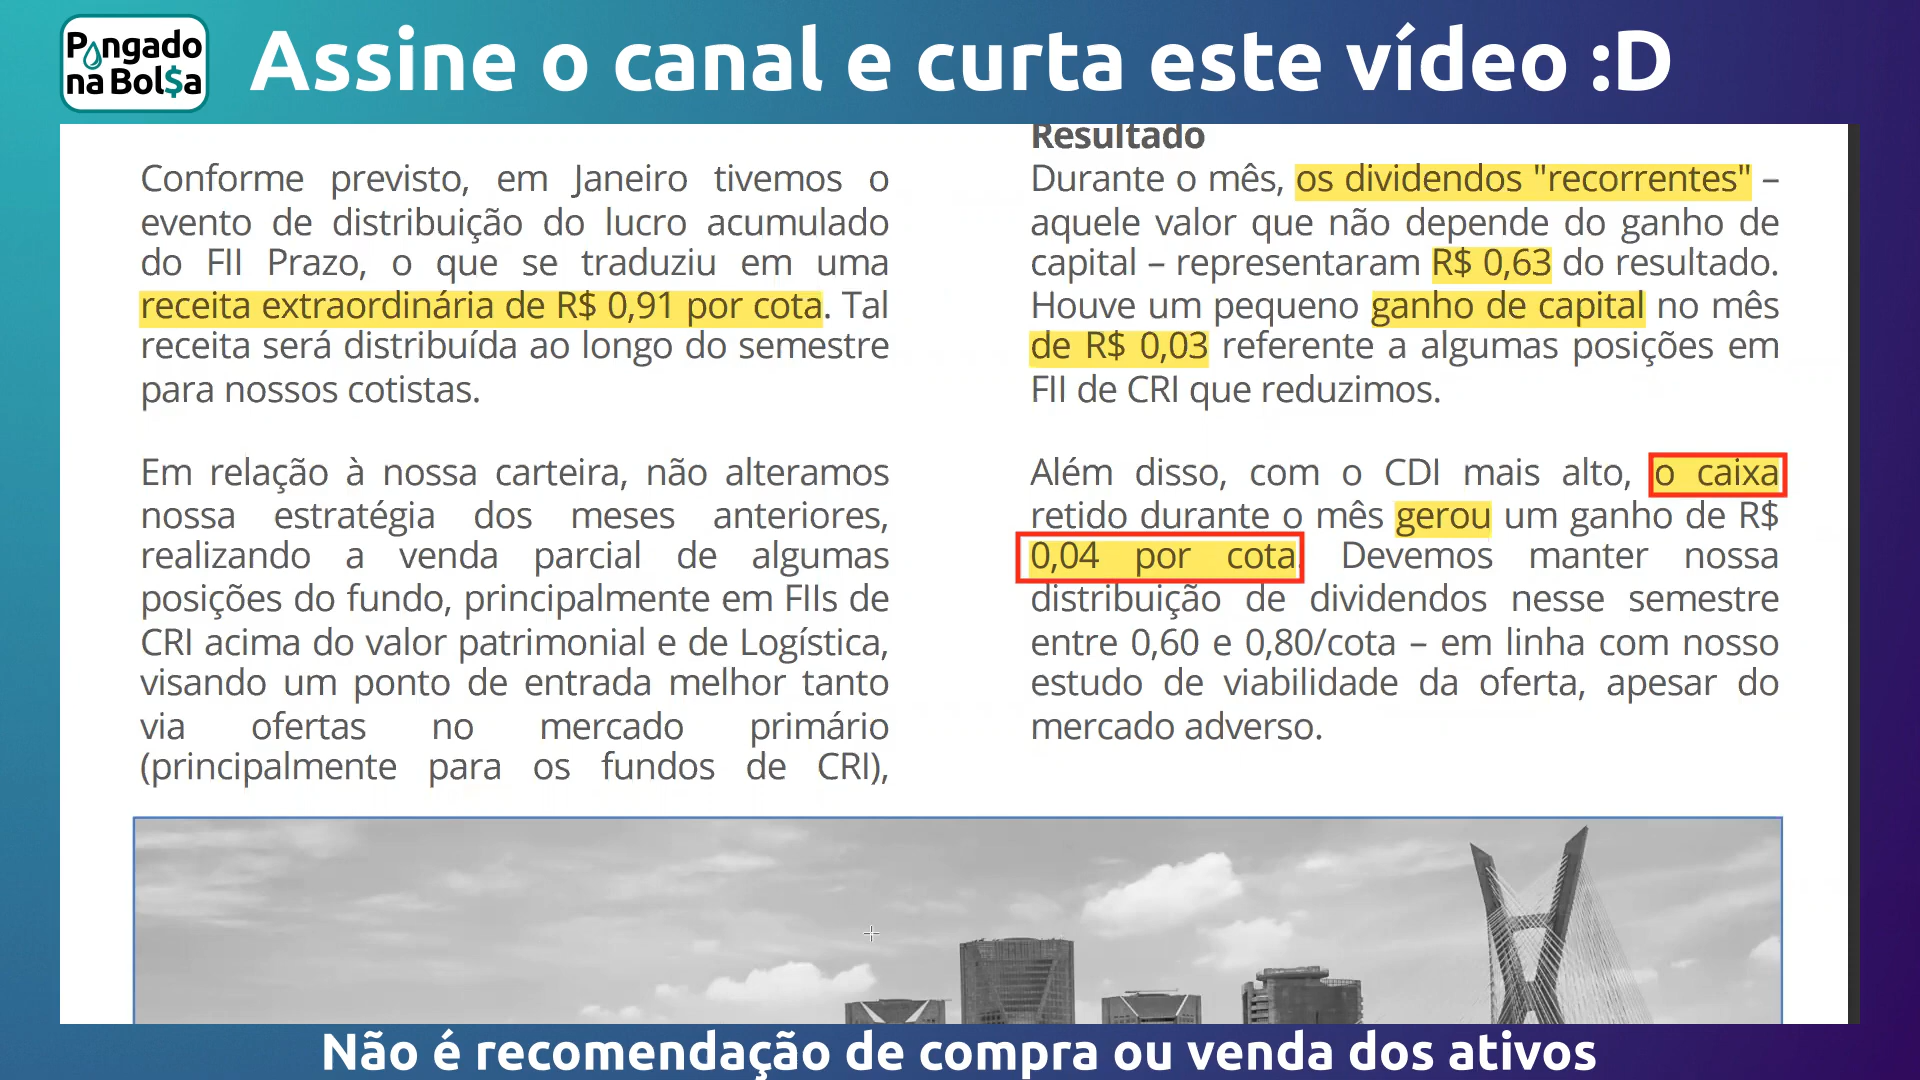 Pingado
na Bol$a
Assine o canal e curta este vídeo :D
Conforme previsto, em Janeiro tivemos o
evento de distribuição do lucro acumulado
do FII Prazo, o que se traduziu em uma
receita extraordinária de R$ 0,91 por cota. Tal
receita será distribuída ao longo do semestre
para nossos cotistas.
Em relação à nossa carteira, não alteramos
nossa estratégia dos meses anteriores,
realizando a venda parcial de algumas
posições do fundo, principalmente em FIIs de
CRI acima do valor patrimonial e de Logística,
visando um ponto de entrada melhor tanto
via ofertas no mercado primário
(principalmente para os fundos de CRI),
Resultado
Durante o mês, os dividendos "recorrentes" –
aquele valor que não depende do ganho de
capital – representaram R$ 0,63 do resultado.
Houve um pequeno ganho de capital no mês
de R$ 0,03 referente a algumas posições em
FII de CRI que reduzimos.
Além disso, com o CDI mais alto, o caixa
retido durante o mês gerou um ganho de R$
0,04 por cota. Devemos manter nossa
distribuição de dividendos nesse semestre
entre 0,60 e 0,80/cota – em linha com nosso
estudo de viabilidade da oferta, apesar do
mercado adverso.
Não é recomendação de compra ou venda dos ativos